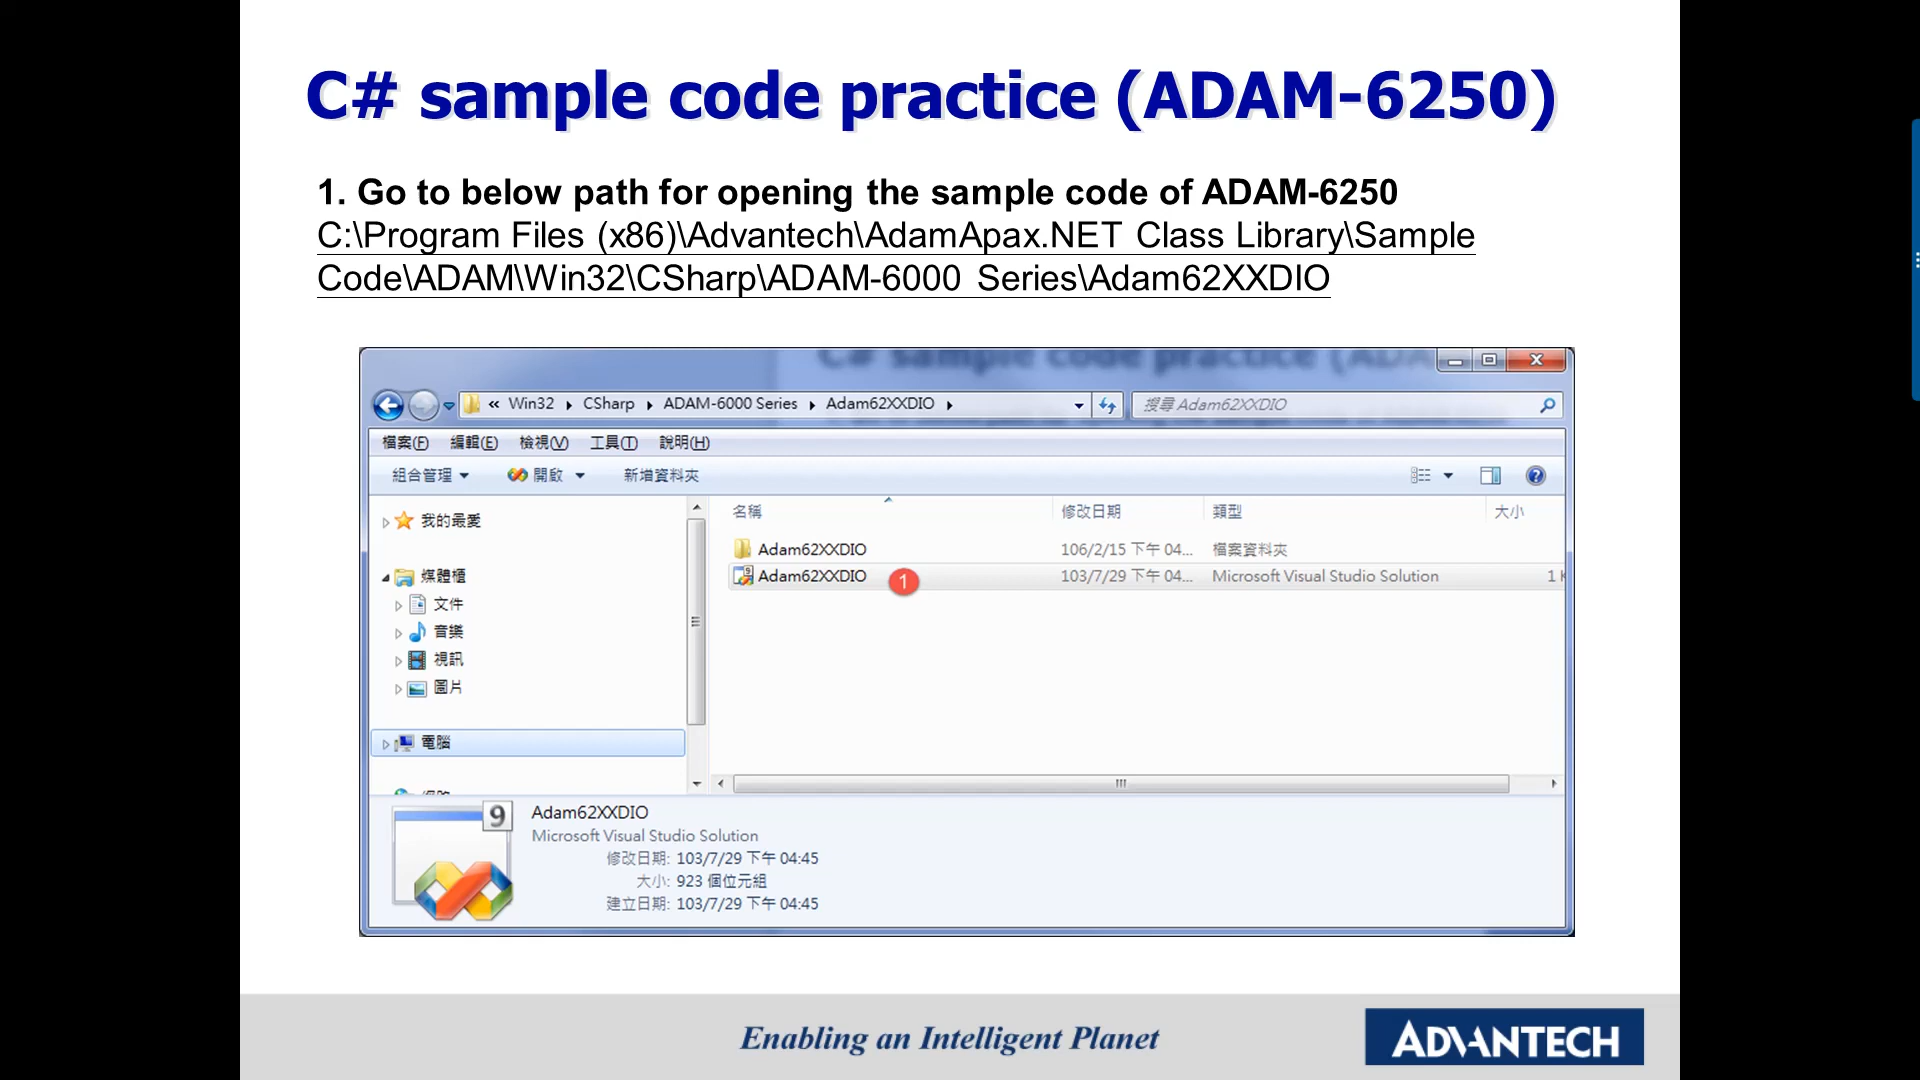 C# sample code practice (ADAM-6250)
1. Go to below path for opening the sample code of ADAM-6250
C:\Program Files (x86)\Advantech\AdamApax.NET Class Library\Sample
Code\ADAM\Win32\CSharp\ADAM-6000 Series\Adam62XXDIO
« Win32 CSharp ADAM-6000 Series Adam62XXDIO
搜尋 Adam62XXDIO
檔案(F) 編輯(E) 檢視(V) 工具(T) 說明(H)
組合管理 開啟 新增資料夾
我的最愛
媒體櫃
文件
音樂
視訊
圖片
電腦
名稱 修改日期 類型 大小
Adam62XXDIO 106/2/15 下午 04... 檔案資料夾
Adam62XXDIO 1 103/7/29 下午 04... Microsoft Visual Studio Solution 1
9
Adam62XXDIO
Microsoft Visual Studio Solution
修改日期: 103/7/29 下午 04:45
大小: 923 個位元組
建立日期: 103/7/29 下午 04:45
Enabling an Intelligent Planet
ADVANTECH